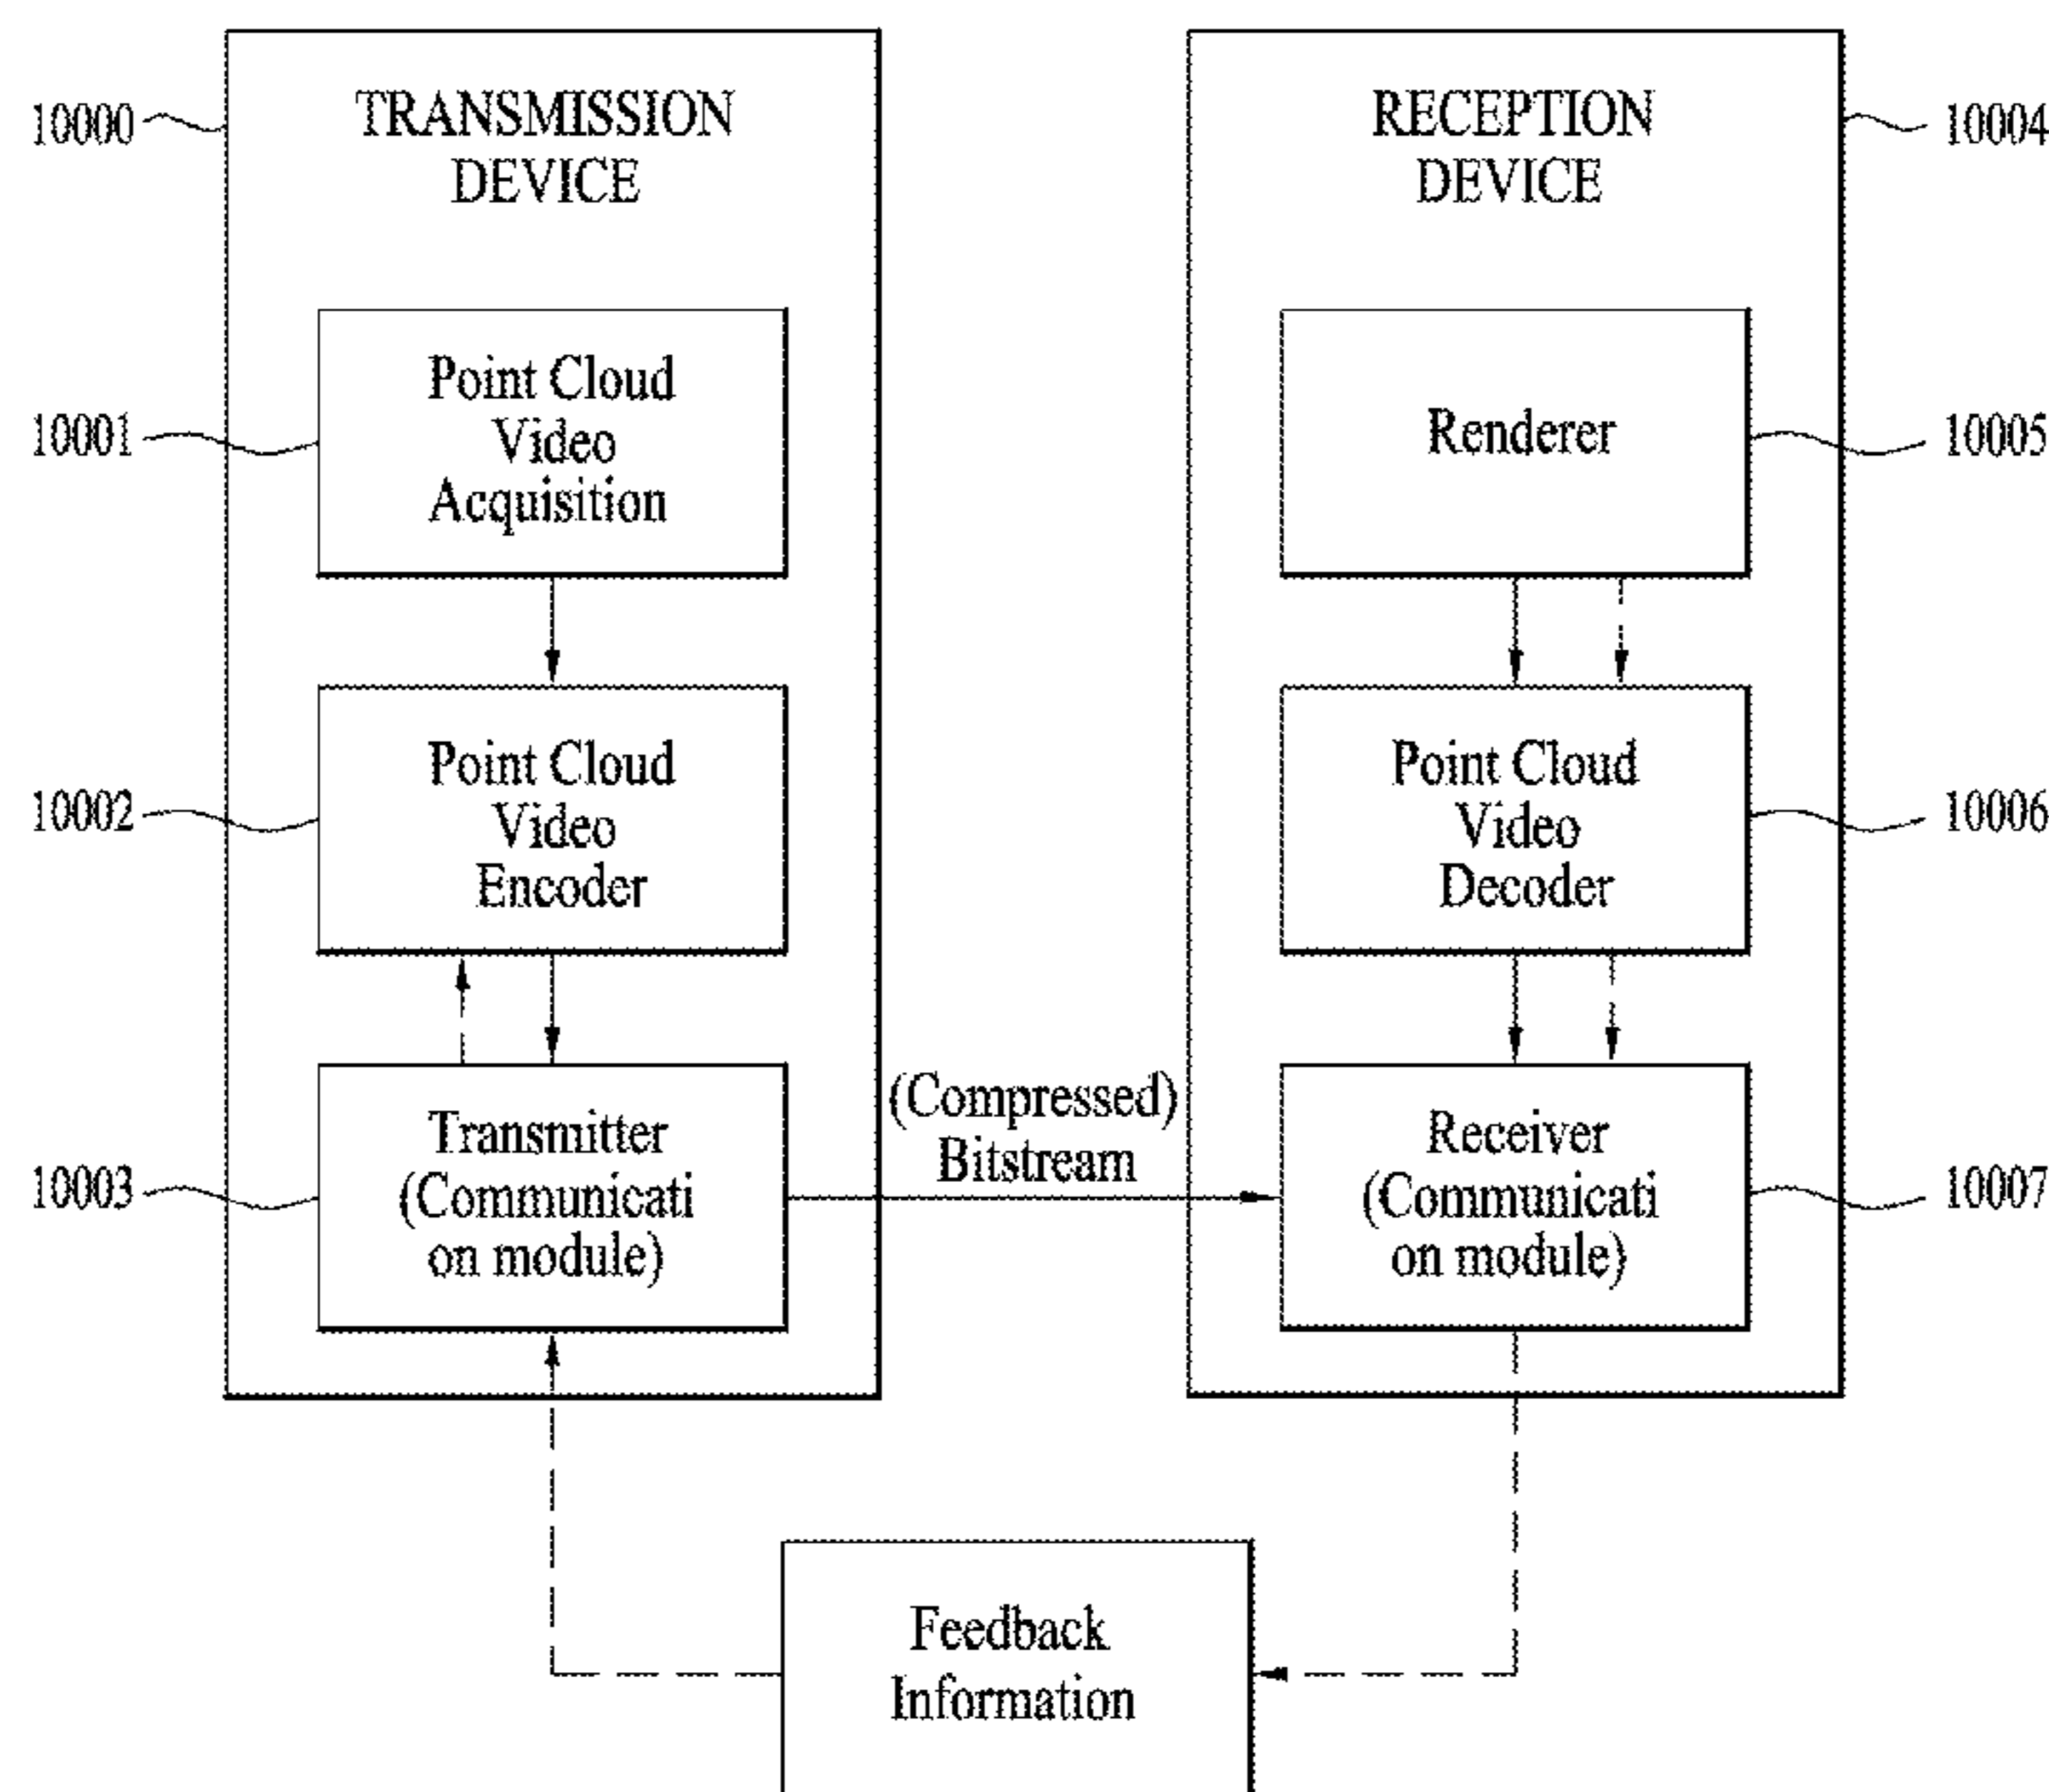 10000
TRANSMISSION
DEVICE
10001
Point Cloud
Video
Acquisition
10002
Point Cloud
Video
Encoder
10003
Transmitter
(Communicati
on module)
(Compressed)
Bitstream
RECEPTION
DEVICE
10004
Renderer
10005
Point Cloud
Video
Decoder
10006
Receiver
(Communicati
on module)
10007
Feedback
Information